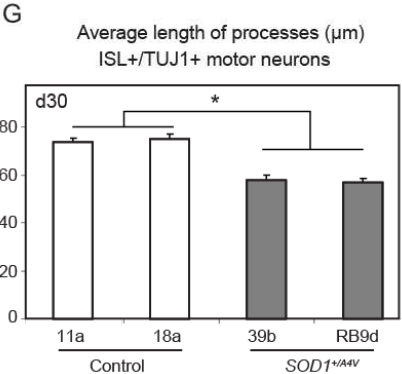 G
Average length of processes (μm)
ISL+/TUJ1+ motor neurons
d30
*
80
60
40
20
0
11a 18a 39b RB9d
Control SOD1+/A4V